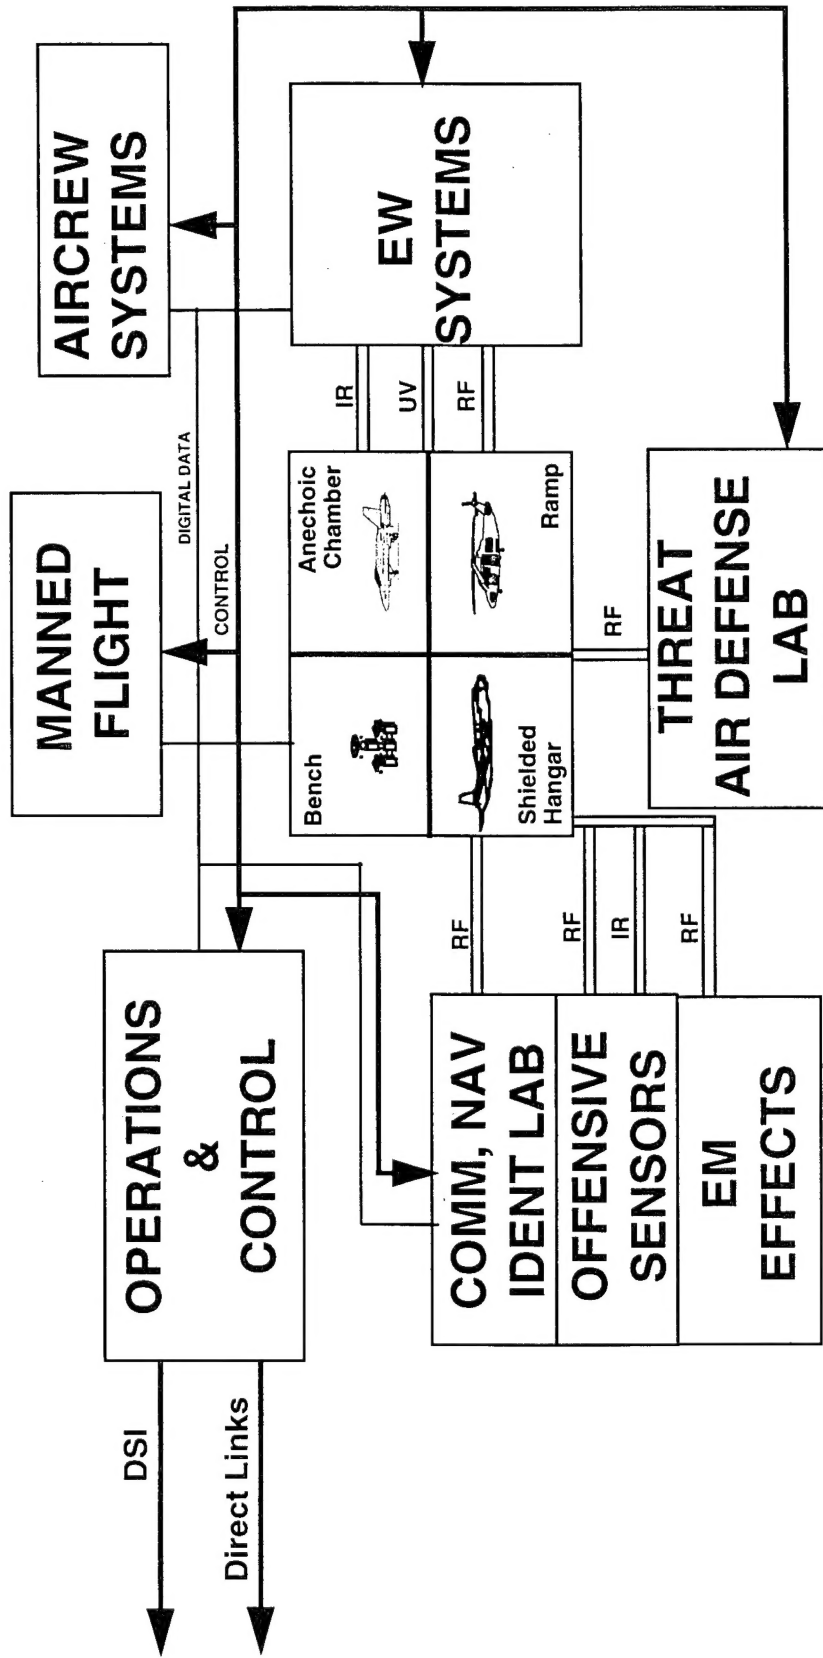 DSI
Direct Links
OPERATIONS
&
CONTROL
MANNED
FLIGHT
AIRCREW
SYSTEMS
DIGITAL DATA
CONTROL
COMM, NAV
IDENT LAB
OFFENSIVE
SENSORS
EM
EFFECTS
RF
RF
IR
RF
Bench
Anechoic
Chamber
Shielded
Hangar
Ramp
IR
UV
RF
EW
SYSTEMS
RF
THREAT
AIR DEFENSE
LAB